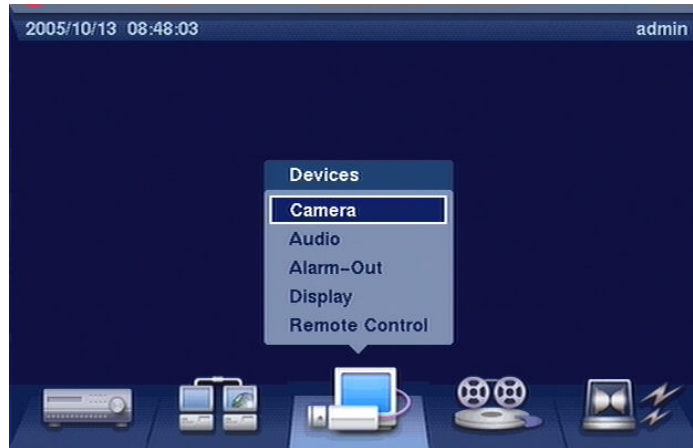 2005/10/13 08:48:03 admin
Devices
Camera
Audio
Alarm-Out
Display
Remote Control